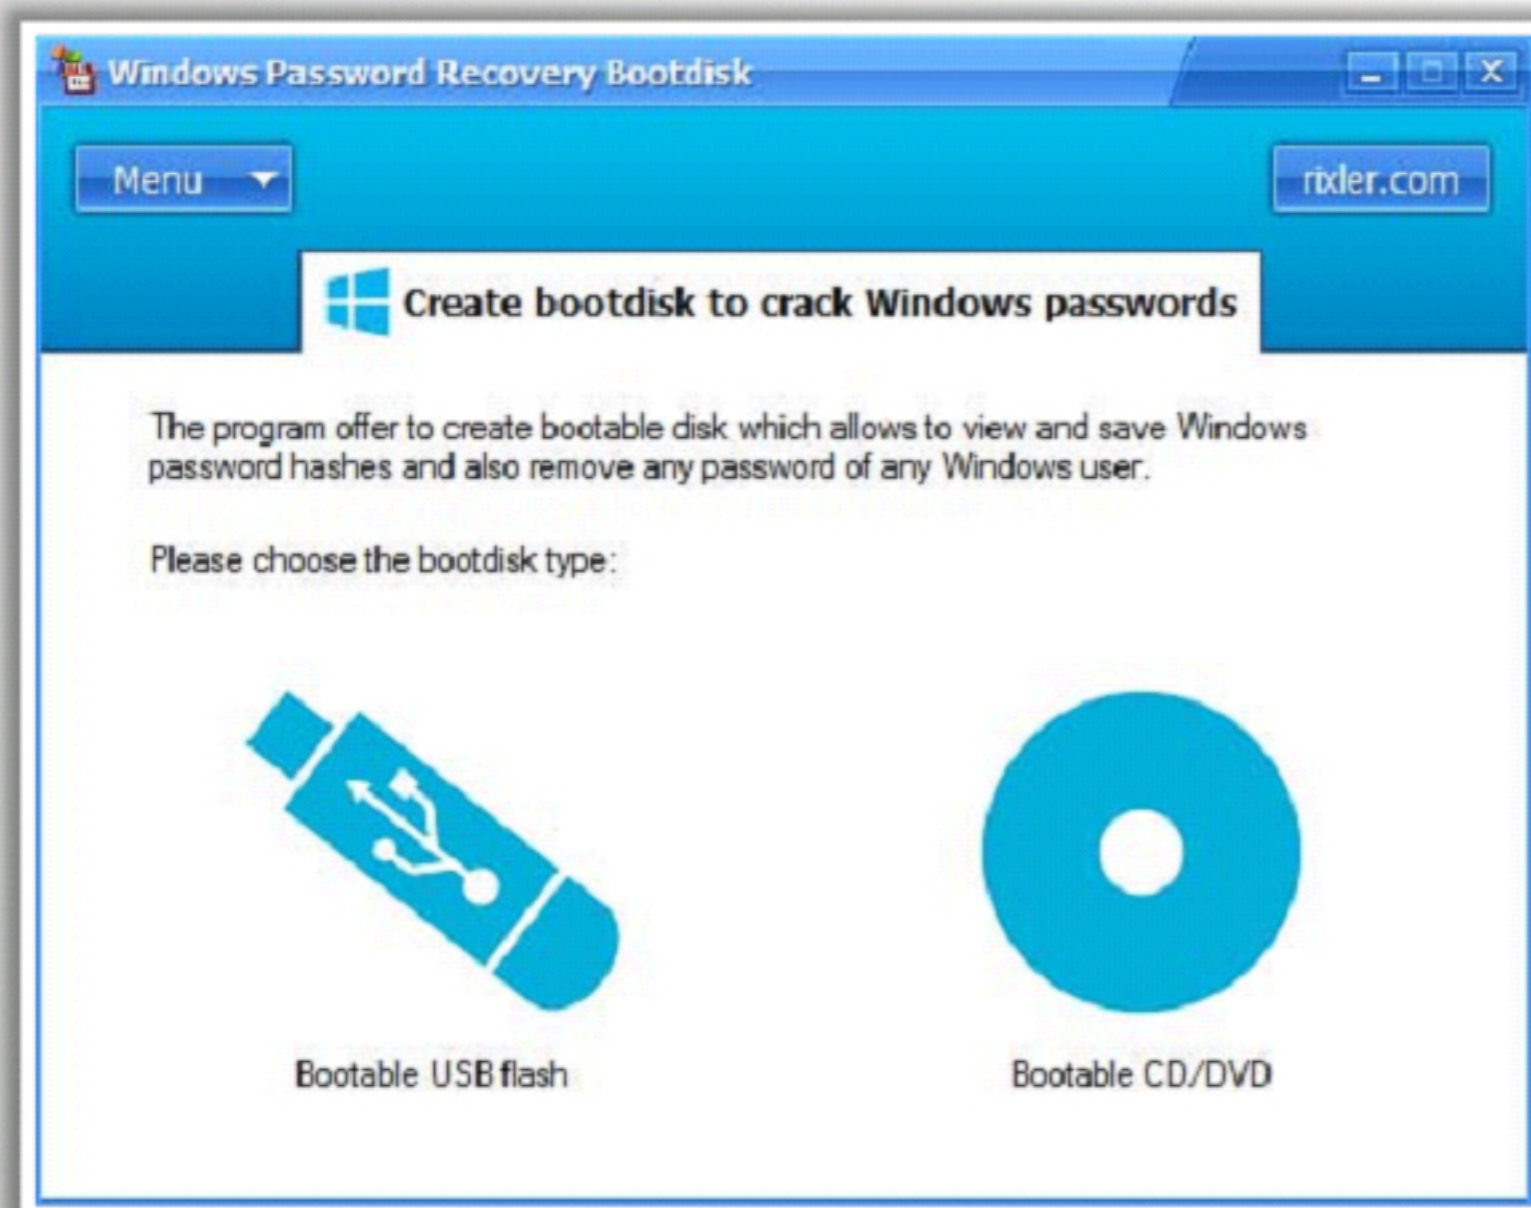 Windows Password Recovery Bootdisk
Menu
rixler.com
Create bootdisk to crack Windows passwords
The program offer to create bootable disk which allows to view and save Windows
password hashes and also remove any password of any Windows user.
Please choose the bootdisk type:
Bootable USB flash
Bootable CD/DVD